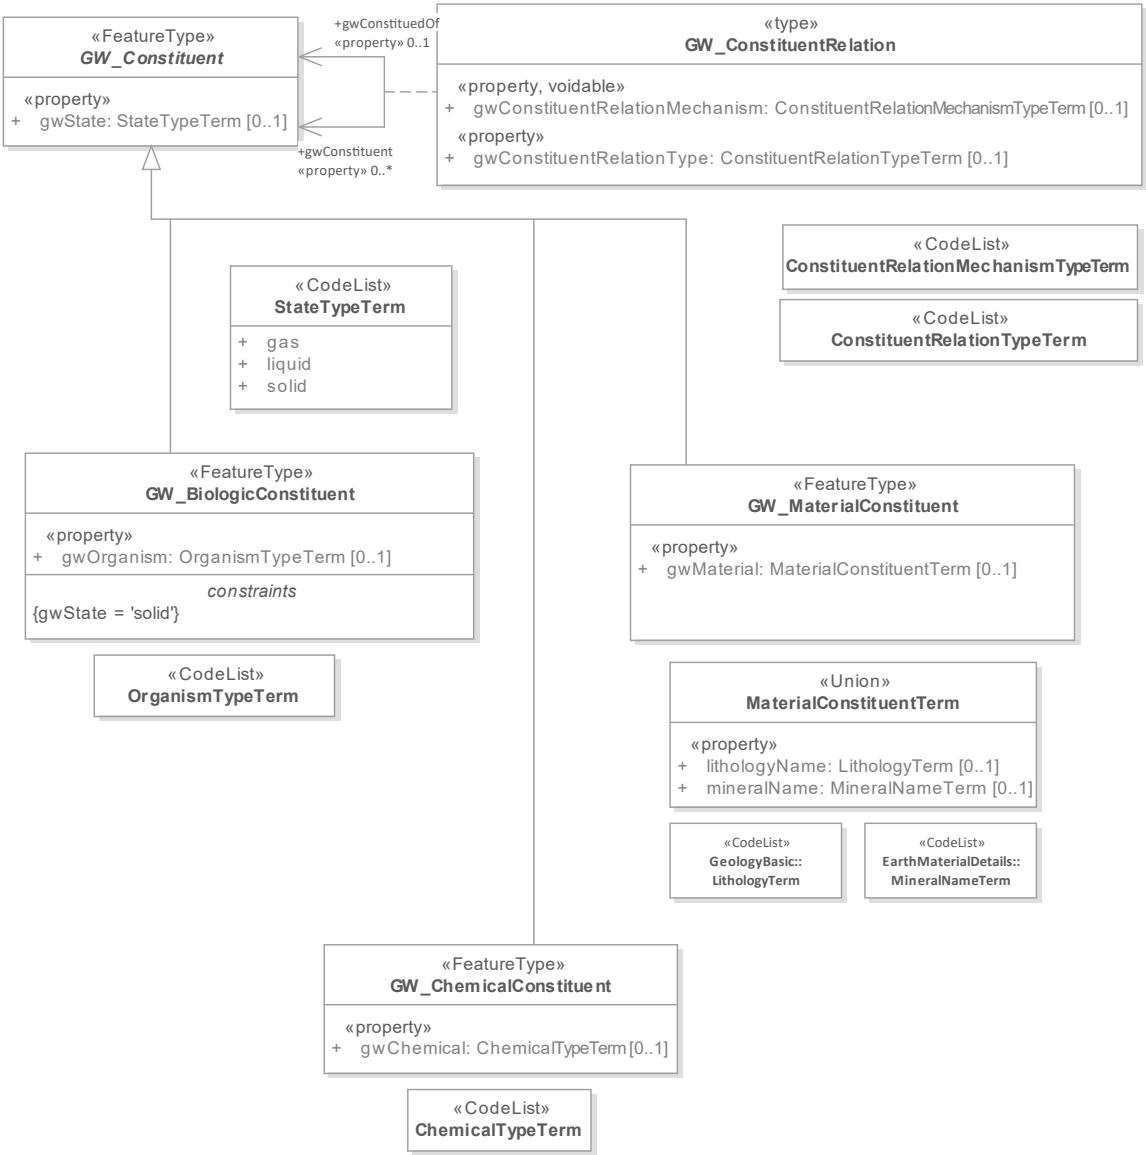 «FeatureType»
GW_Constituent
«property»
+ gwState: StateTypeTerm [0..1]
+gwConstituedOf
«property» 0..1
+gwConstituent
«property» 0..*
«type»
GW_ConstituentRelation
«property, voidable»
+ gwConstituentRelationMechanism: ConstituentRelationMechanismTypeTerm [0..1]
«property»
+ gwConstituentRelationType: ConstituentRelationTypeTerm [0..1]
«CodeList»
ConstituentRelationMechanismTypeTerm
«CodeList»
ConstituentRelationTypeTerm
«CodeList»
StateTypeTerm
+ gas
+ liquid
+ solid
«FeatureType»
GW_BiologicConstituent
«property»
+ gwOrganism: OrganismTypeTerm [0..1]
constraints
{gwState = 'solid'}
«CodeList»
OrganismTypeTerm
«FeatureType»
GW_MaterialConstituent
«property»
+ gwMaterial: MaterialConstituentTerm [0..1]
«Union»
MaterialConstituentTerm
«property»
+ lithologyName: LithologyTerm [0..1]
+ mineralName: MineralNameTerm [0..1]
«CodeList»
GeologyBasic::
LithologyTerm
«CodeList»
EarthMaterialDetails::
MineralNameTerm
«FeatureType»
GW_ChemicalConstituent
«property»
+ gwChemical: ChemicalTypeTerm [0..1]
«CodeList»
ChemicalTypeTerm